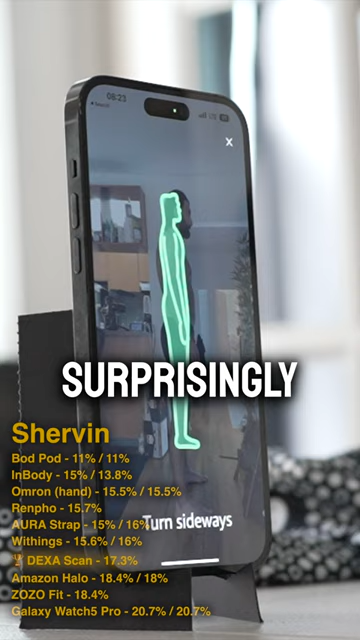 08:23
X
SURPRISINGLY
Shervin
Bod Pod - 11% / 11%
InBody - 15% / 13.8%
Omron (hand) - 15.5% / 15.5%
Renpho - 15.7%
AURA Strap - 15% / 16%
Turn sideways
Withings - 15.6% / 16%
DEXA Scan - 17.3%
Amazon Halo - 18.4% / 18%
ZOZO Fit - 18.4%
Galaxy Watch5 Pro - 20.7% / 20.7%